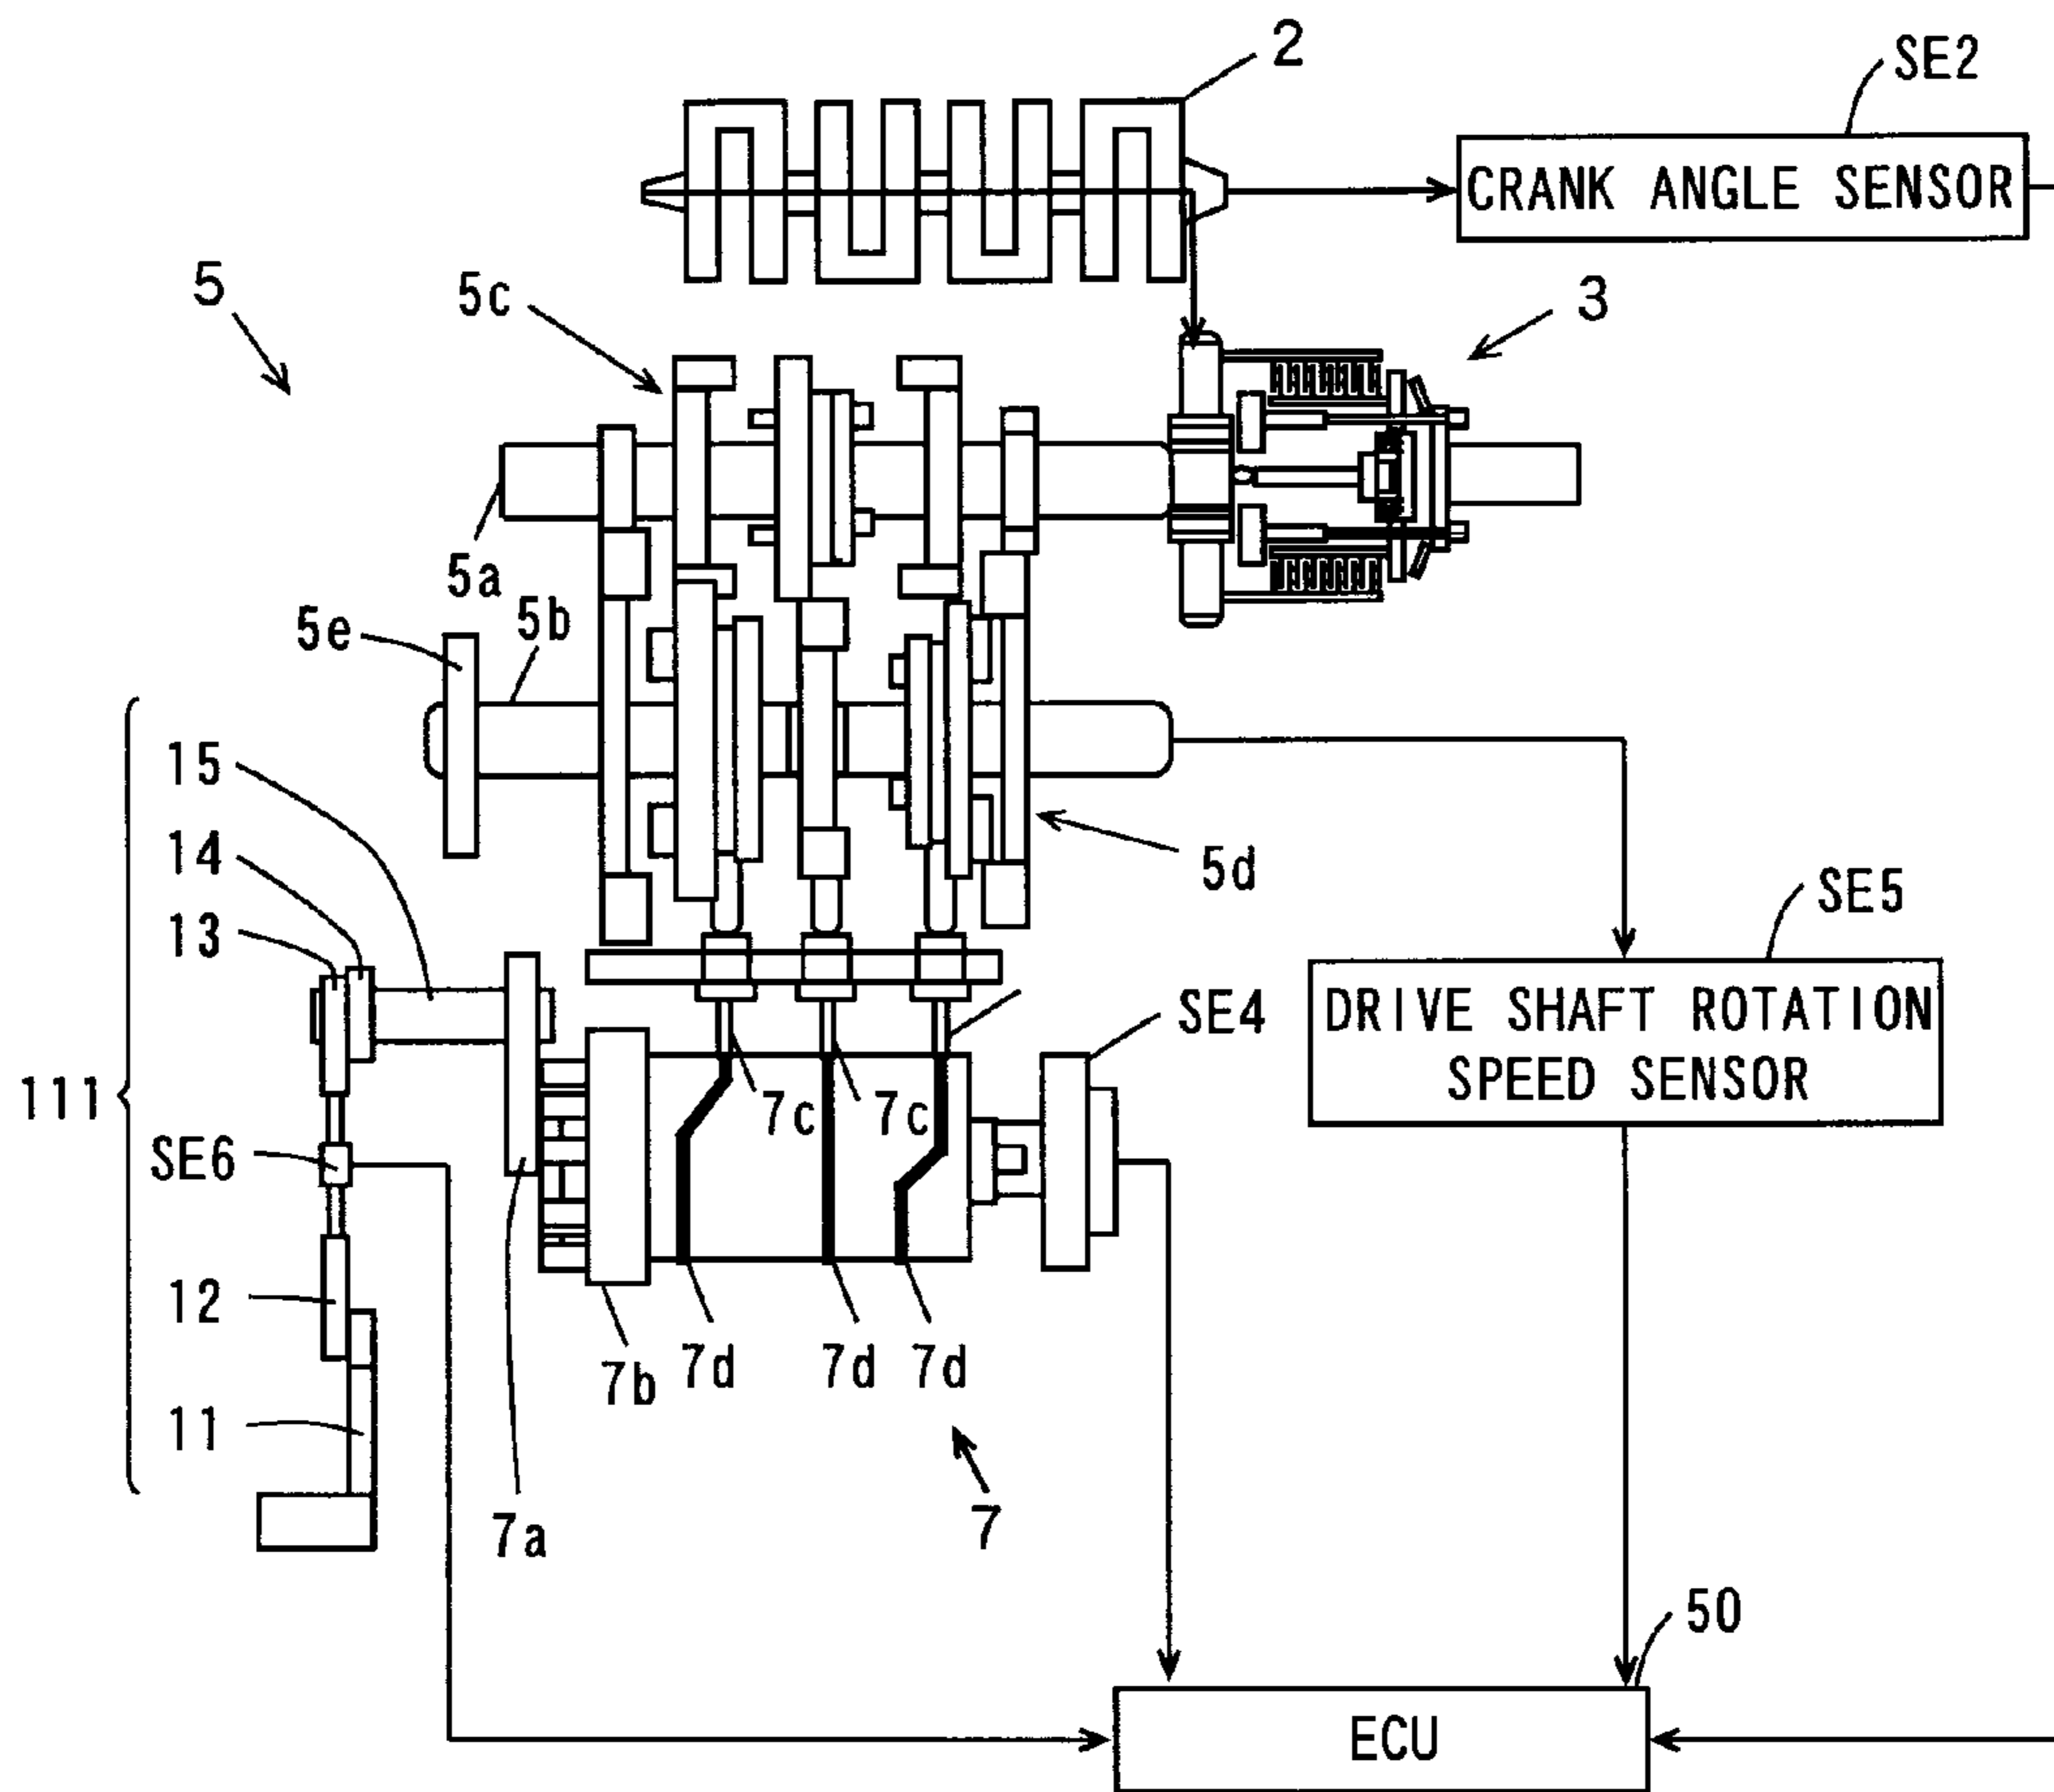 2
SE2
CRANK ANGLE SENSOR
5
5c
3
5a
5e
5b
15
14
13
5d
SE5
DRIVE SHAFT ROTATION
SPEED SENSOR
SE4
111
7c
7c
SE6
12
7b
7d
7d
7d
11
7a
7
50
ECU